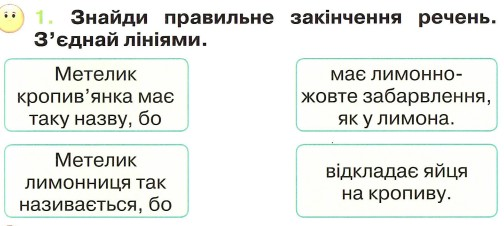 1. Знайди правильне закінчення речень.
З’єднай лініями.
Метелик
кропив’янка має
таку назву, бо
має лимонно-
жовте забарвлення,
як у лимона.
Метелик
лимонниця так
називається, бо
відкладає яйця
на кропиву.